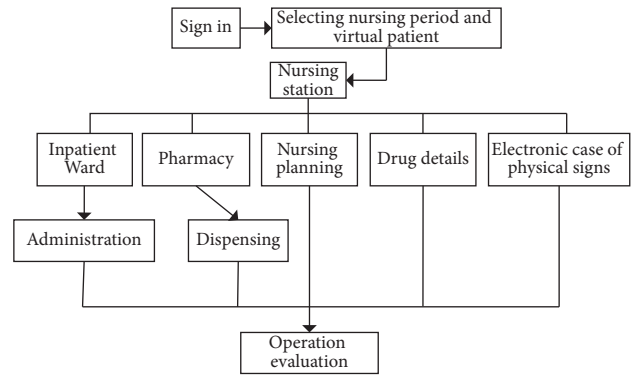 Sign in
Selecting nursing period and
virtual patient
Nursing
station
Inpatient
Ward
Pharmacy
Nursing
planning
Drug details
Electronic case of
physical signs
Administration
Dispensing
Operation
evaluation